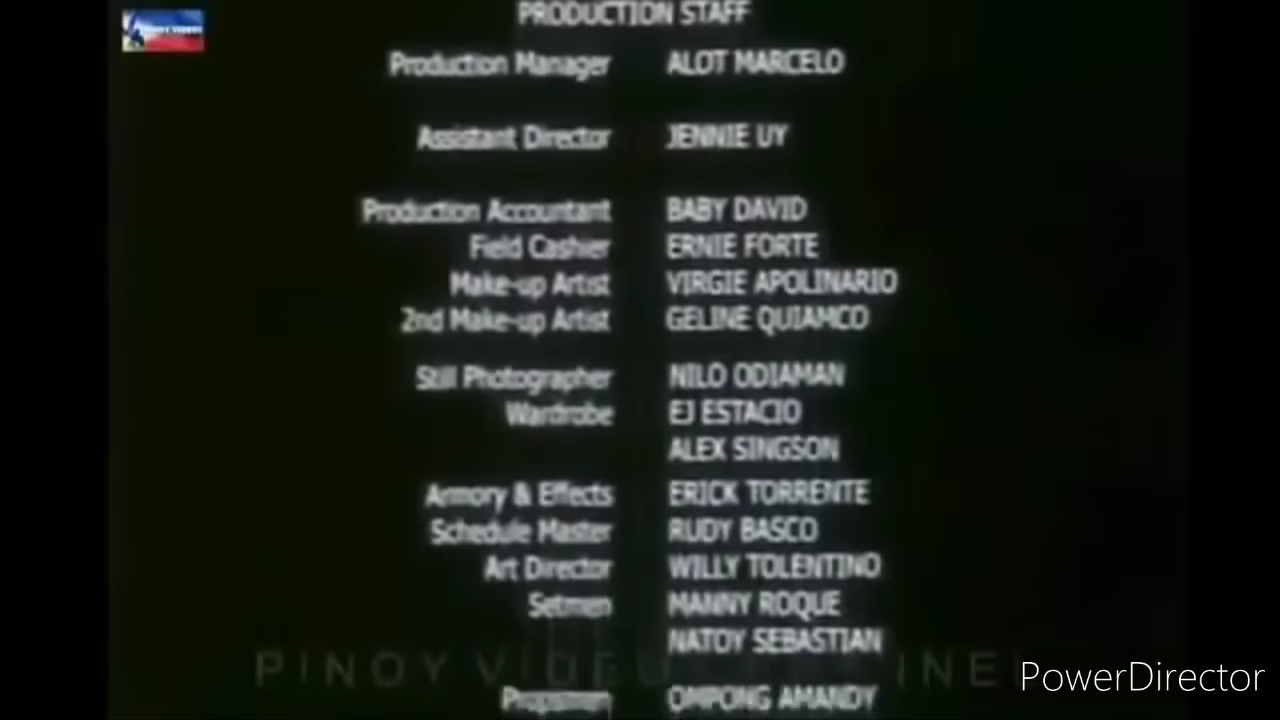 PRODUCTION STAFF
Production Manager ALOT MARCELO
Assistant Director JENNIE UY
Production Accountant BABY DAVID
Field Cashier ERNIE FORTE
Make-up Artist VIRGIE APOLINARIO
2nd Make-up Artist GELINE QUIAMCO
Still Photographer NILO ODIAMAN
Wardrobe EJ ESTACIO
ALEX SINGSON
Armory & Effects ERICK TORRENTE
Schedule Master RUDY BASCO
Art Director WILLY TOLENTINO
Setmen MANNY ROQUE
NATOY SEBASTIAN
PINOY VIDEO
PowerDirector
Propsmen OMPONG AMANDY